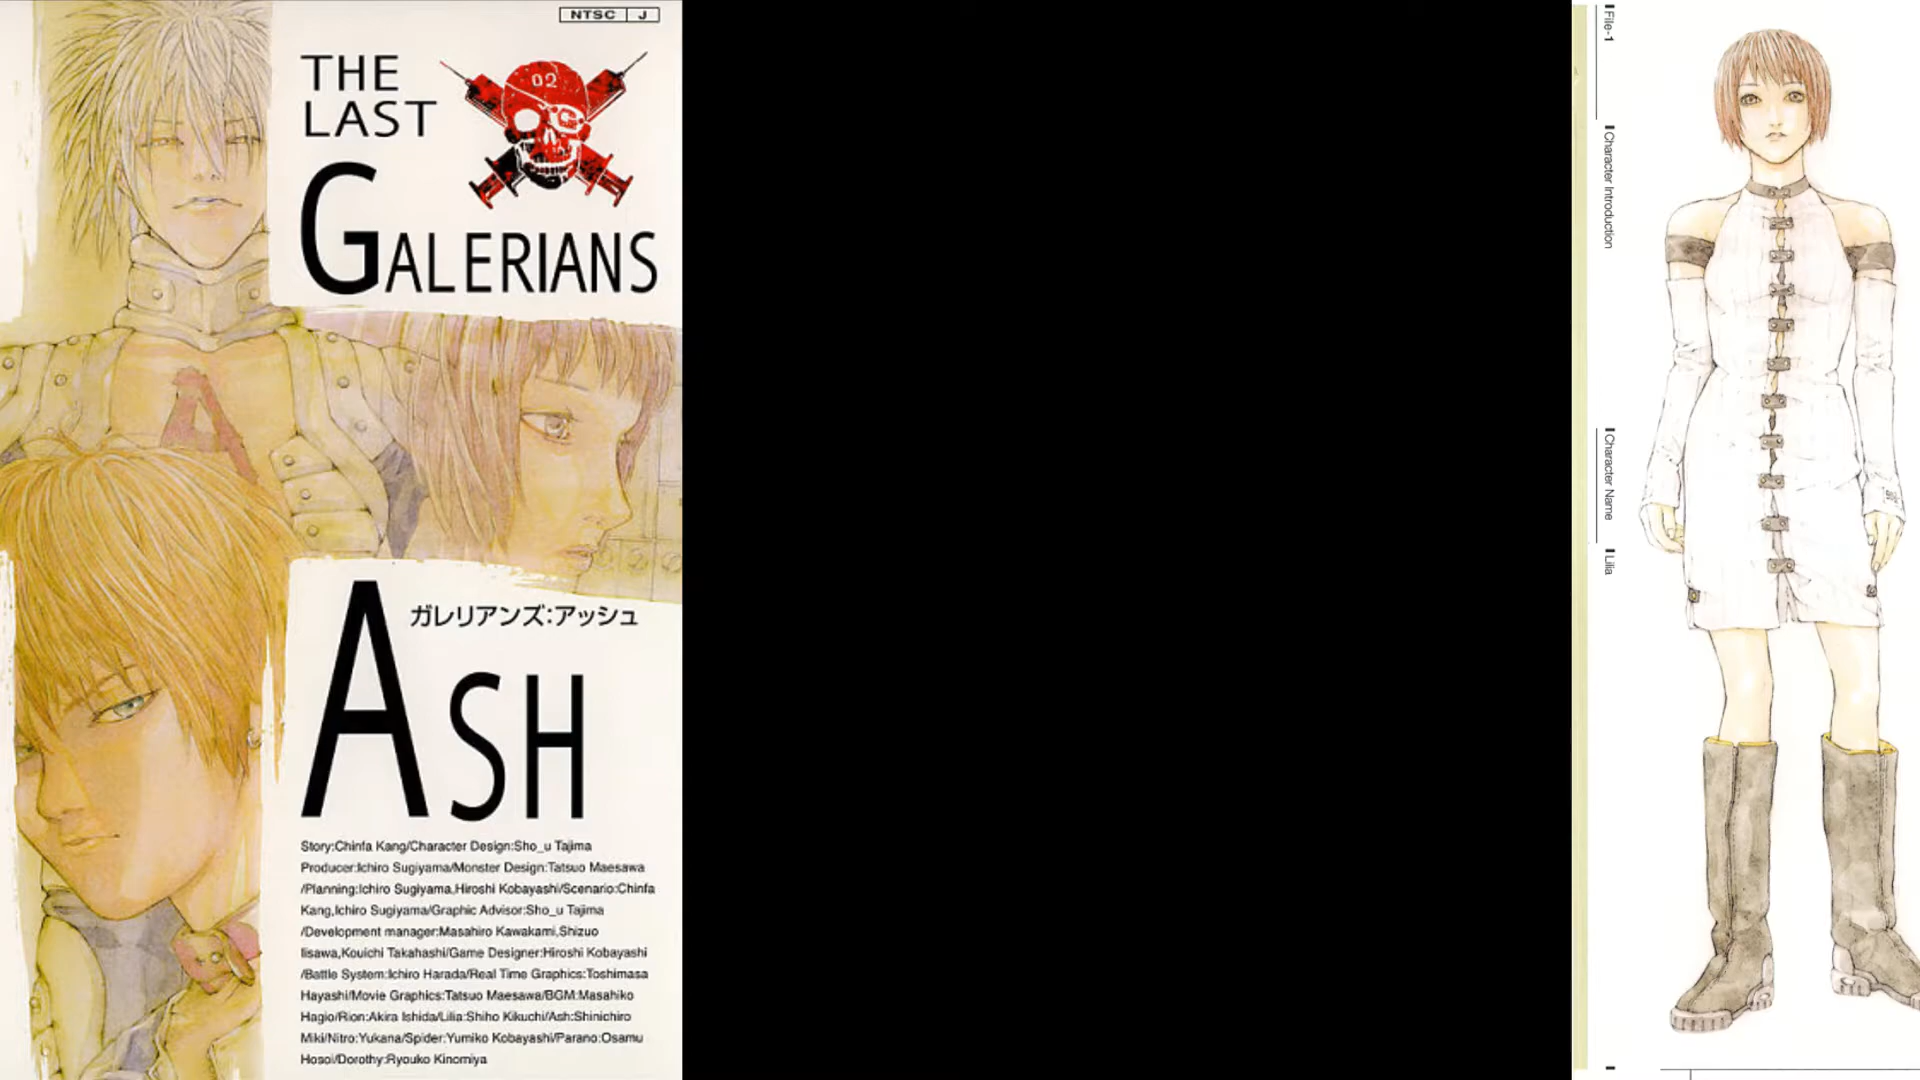 NTSC J
THE
LAST
02
GALERIANS
ガレリアンズ:アッシュ
ASH
Story:Chinfa Kang/Character Design:Sho_u Tajima
Producer:Ichiro Sugiyama/Monster Design:Tatsuo Maesawa
/Planning:Ichiro Sugiyama,Hiroshi Kobayashi/Scenario:Chinfa
Kang,Ichiro Sugiyama/Graphic Advisor:Sho_u Tajima
/Development manager:Masahiro Kawakami,Shizuo
Iisawa,Kouichi Takahashi/Game Designer:Hiroshi Kobayashi
/Battle System:Ichiro Harada/Real Time Graphics:Toshimasa
Hayashi/Movie Graphics:Tatsuo Maesawa/BGM:Masahiko
Hagio/Rion:Akira Ishida/Lilia:Shiho Kikuchi/Ash:Shinichiro
Miki/Nitro:Yukana/Spider:Yumiko Kobayashi/Parano:Osamu
Hosoi/Dorothy:Ryouko Kinomiya
File-1
Character Introduction
Character Name
Lilia